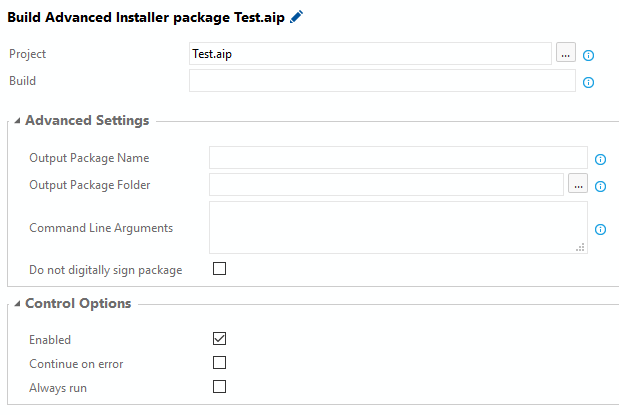 Build Advanced Installer package Test.aip
Project Test.aip ...
Build
Advanced Settings
Output Package Name
Output Package Folder ...
Command Line Arguments
Do not digitally sign package
Control Options
Enabled
Continue on error
Always run